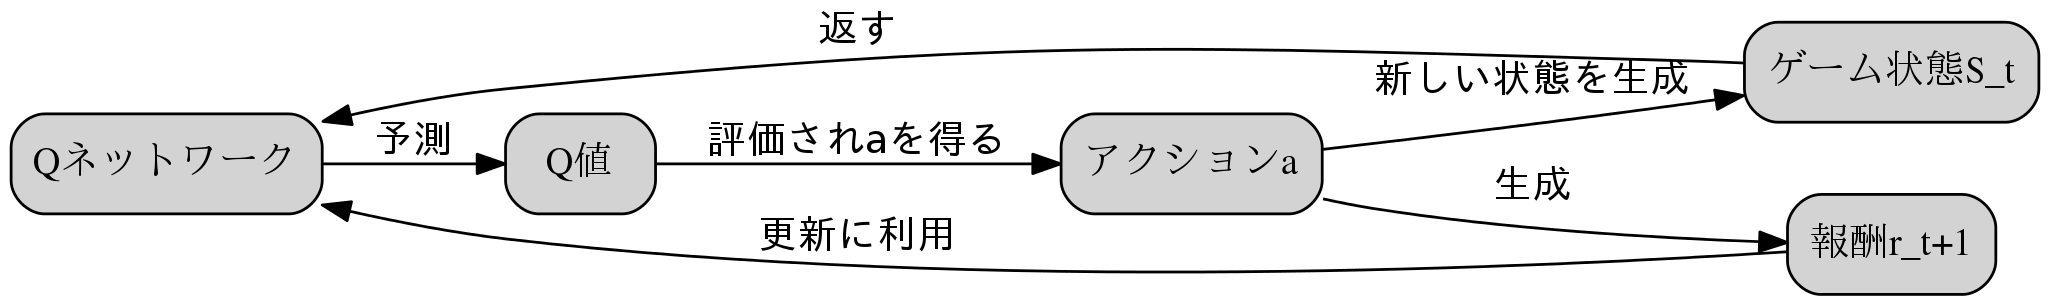 返す
ゲーム状態S_t
新しい状態を生成
Qネットワーク
予測
Q値
評価されaを得る
アクションa
生成
更新に利用
報酬r_t+1